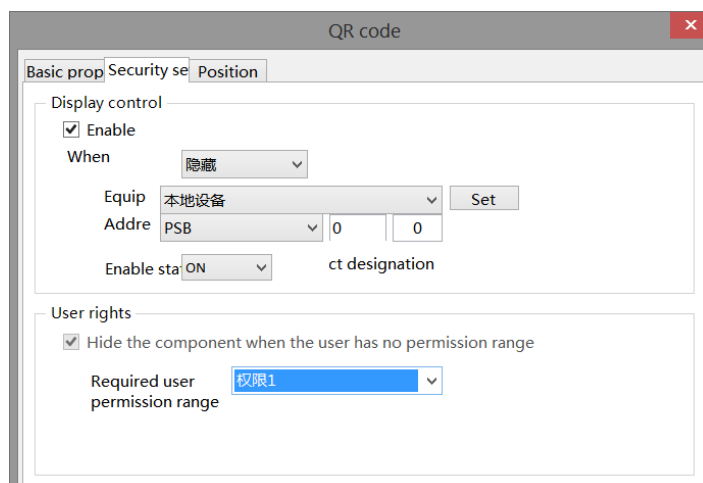 QR code
Basic prop Security se Position
Display control
Enable
When 隐藏
Equip 本地设备 Set
Addre PSB 0 0
Enable stat ON ct designation
User rights
Hide the component when the user has no permission range
Required user 权限1
permission range